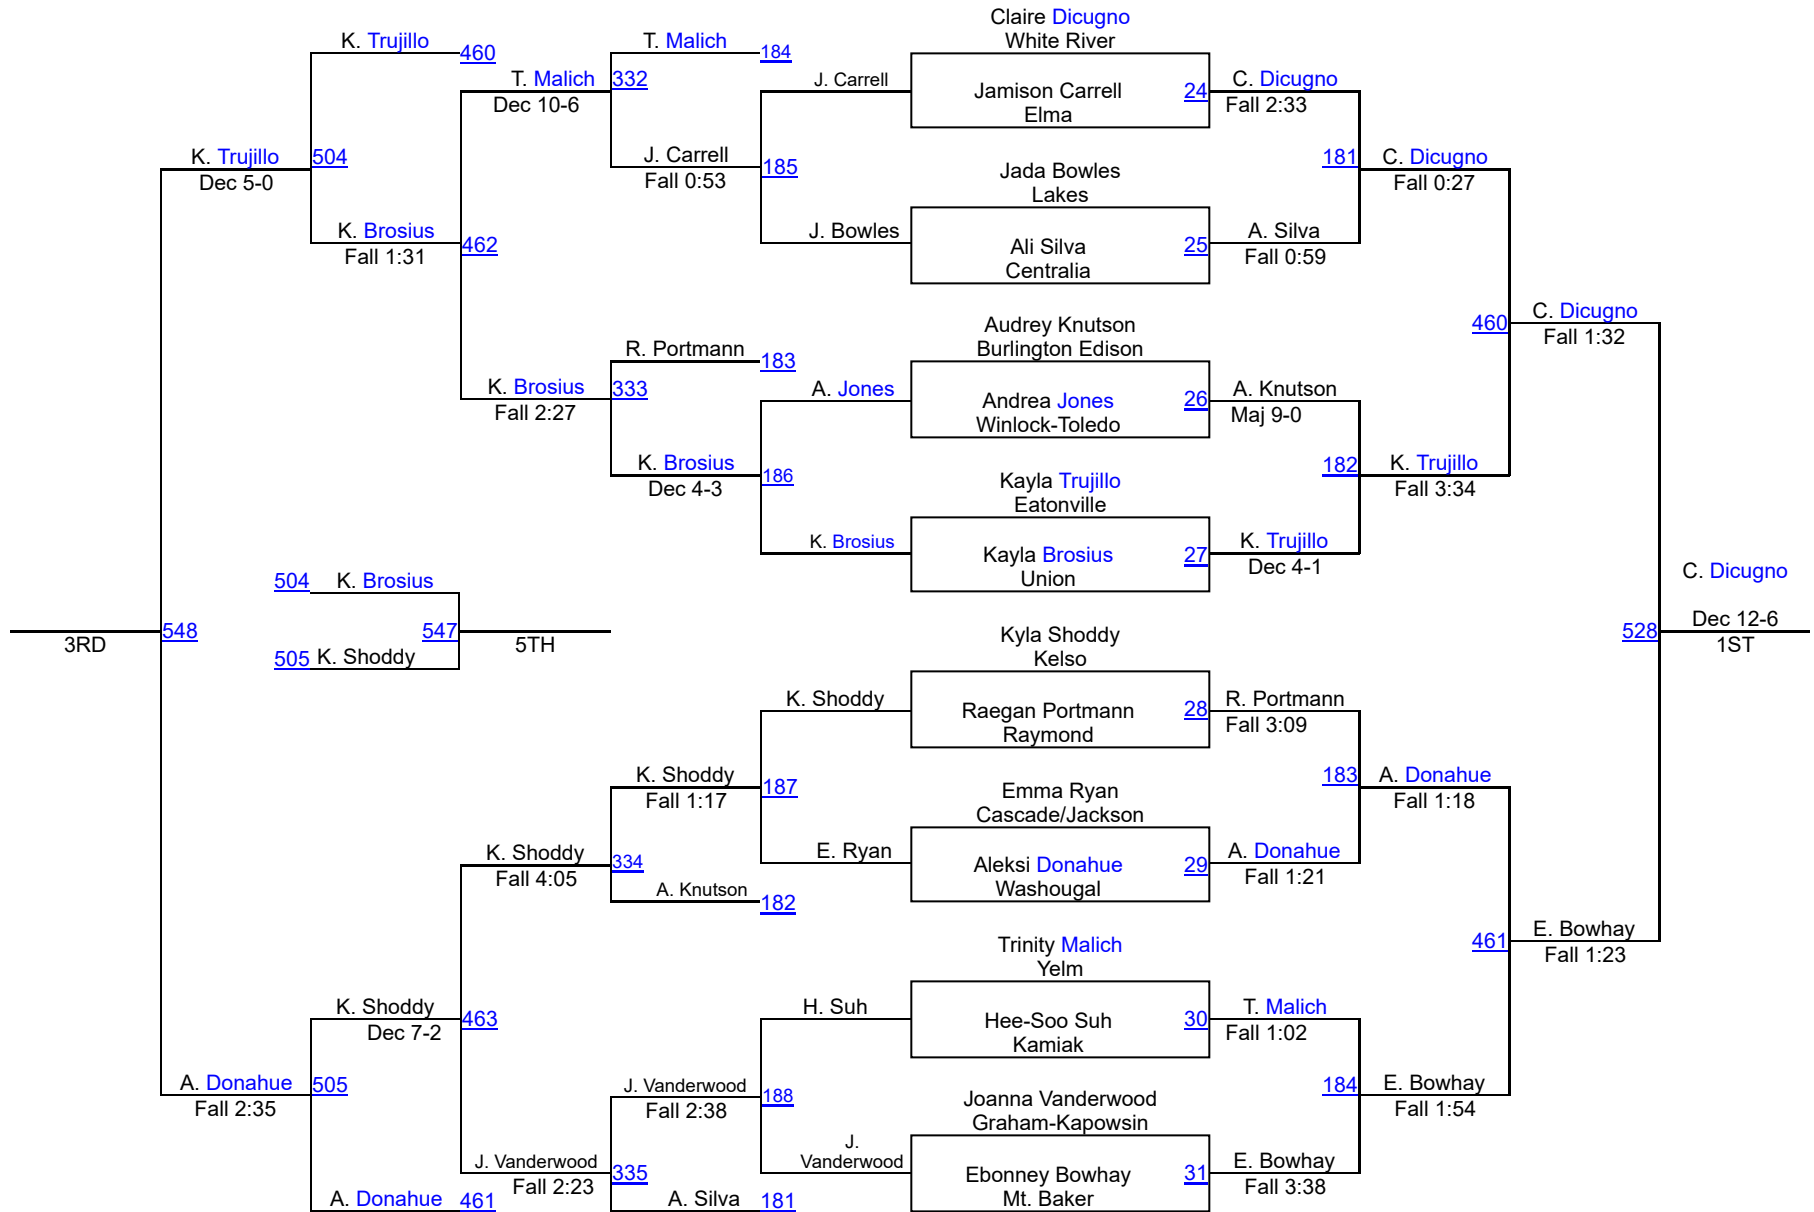 Claire Dicugno
White River
K. Trujillo
460
T. Malich
184
T. Malich
332
Dec 10-6
J. Carrell
Jamison Carrell
Elma
24
C. Dicugno
Fall 2:33
K. Trujillo
504
Dec 5-0
J. Carrell
Fall 0:53
185
Jada Bowles
Lakes
181
C. Dicugno
Fall 0:27
K. Brosius
Fall 1:31
462
J. Bowles
Ali Silva
Centralia
25
A. Silva
Fall 0:59
Audrey Knutson
Burlington Edison
460
C. Dicugno
Fall 1:32
R. Portmann
183
K. Brosius
Fall 2:27
333
A. Jones
Andrea Jones
Winlock-Toledo
26
A. Knutson
Maj 9-0
K. Brosius
Dec 4-3
186
Kayla Trujillo
Eatonville
182
K. Trujillo
Fall 3:34
K. Brosius
Kayla Brosius
Union
27
K. Trujillo
Dec 4-1
504
K. Brosius
C. Dicugno
3RD
548
547
5TH
505
K. Shoddy
Kyla Shoddy
Kelso
528
Dec 12-6
1ST
K. Shoddy
Raegan Portmann
Raymond
28
R. Portmann
Fall 3:09
K. Shoddy
Fall 1:17
187
Emma Ryan
Cascade/Jackson
183
A. Donahue
Fall 1:18
K. Shoddy
Fall 4:05
334
E. Ryan
Aleksi Donahue
Washougal
29
A. Donahue
Fall 1:21
A. Knutson
182
Trinity Malich
Yelm
461
E. Bowhay
Fall 1:23
K. Shoddy
Dec 7-2
463
H. Suh
Hee-Soo Suh
Kamiak
30
T. Malich
Fall 1:02
A. Donahue
Fall 2:35
505
J. Vanderwood
Fall 2:38
188
Joanna Vanderwood
Graham-Kapowsin
184
E. Bowhay
Fall 1:54
J. Vanderwood
Fall 2:23
335
J.
Vanderwood
Ebonney Bowhay
Mt. Baker
31
E. Bowhay
Fall 3:38
A. Donahue
461
A. Silva
181